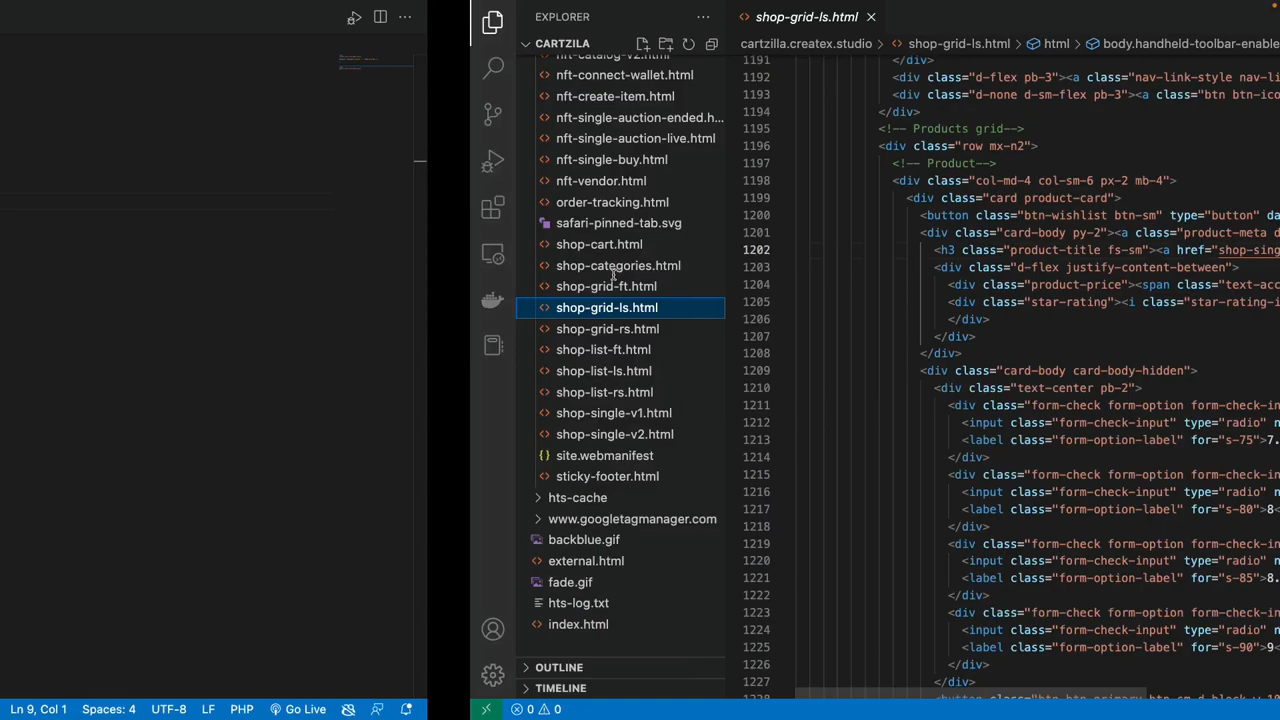 Ln 9, Col 1 Spaces: 4 UTF-8 LF PHP Go Live
EXPLORER
CARTZILA
nft-catalog-v2.html
nft-connect-wallet.html
nft-create-item.html
nft-single-auction-ended.h...
nft-single-auction-live.html
nft-single-buy.html
nft-vendor.html
order-tracking.html
safari-pinned-tab.svg
shop-cart.html
shop-categories.html
shop-grid-ft.html
shop-grid-ls.html
shop-grid-rs.html
shop-list-ft.html
shop-list-ls.html
shop-list-rs.html
shop-single-v1.html
shop-single-v2.html
site.webmanifest
sticky-footer.html
hts-cache
www.googletagmanager.com
backblue.gif
external.html
fade.gif
hts-log.txt
index.html
OUTLINE
TIMELINE
0 0
shop-grid-ls.html
cartzilla.createx.studio > shop-grid-ls.html > html > body.handheld-toolbar-enable
1191 </div>
1192 <div class="d-flex pb-3"><a class="nav-link-style nav-l
1193 <div class="d-none d-sm-flex pb-3"><a class="btn btn-ico
1194 </div>
1195 <!-- Products grid-->
1196 <div class="row mx-n2">
1197 <!-- Product-->
1198 <div class="col-md-4 col-sm-6 px-2 mb-4">
1199 <div class="card product-card">
1200 <button class="btn-wishlist btn-sm" type="button" da
1201 <div class="card-body py-2"><a class="product-meta d
1202 <h3 class="product-title fs-sm"><a href="shop-sing
1203 <div class="d-flex justify-content-between">
1204 <div class="product-price"><span class="text-acc
1205 <div class="star-rating"><i class="star-rating-i
1206 </div>
1207 </div>
1208 </div>
1209 <div class="card-body card-body-hidden">
1210 <div class="text-center pb-2">
1211 <div class="form-check form-option form-check-in
1212 <input class="form-check-input" type="radio" n
1213 <label class="form-option-label" for="s-75">7.
1214 </div>
1215 <div class="form-check form-option form-check-in
1216 <input class="form-check-input" type="radio" n
1217 <label class="form-option-label" for="s-80">8<
1218 </div>
1219 <div class="form-check form-option form-check-in
1220 <input class="form-check-input" type="radio" n
1221 <label class="form-option-label" for="s-85">8.
1222 </div>
1223 <div class="form-check form-option form-check-in
1224 <input class="form-check-input" type="radio" n
1225 <label class="form-option-label" for="s-90">9<
1226 </div>
1227 </div>